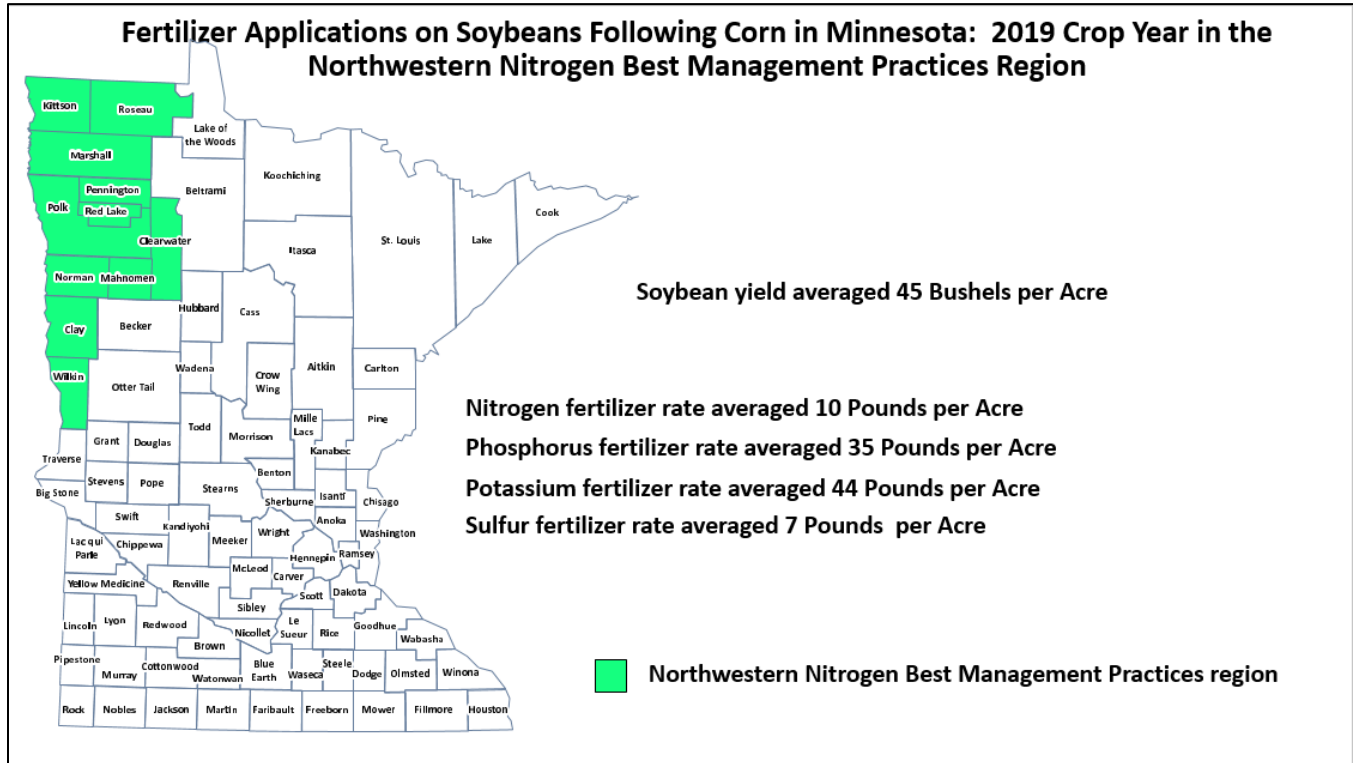 Fertilizer Applications on Soybeans Following Corn in Minnesota:  2019 Crop Year in the
Northwestern Nitrogen Best Management Practices Region
Kittson
Roseau
Lake of
the Woods
Marshall
Koochiching
Beltrami
Pennington
Polk
Red Lake
Cook
Clearwater
St. Louis
Lake
Itasca
Norman
Mahnomen
Hubbard
Cass
Clay
Becker
Soybean yield averaged 45 Bushels per Acre
Wadena
Aitkin
Carlton
Wilkin
Otter Tail
Crow
Wing
Mille
Lacs
Pine
Nitrogen fertilizer rate averaged 10 Pounds per Acre
Todd
Morrison
Grant
Douglas
Kanabec
Phosphorus fertilizer rate averaged 35 Pounds per Acre
Traverse
Benton
Stevens
Pope
Stearns
Big Stone
Sherburne
Isanti
Chisago
Potassium fertilizer rate averaged 44 Pounds per Acre
Swift
Kandiyohi
Anoka
Sulfur fertilizer rate averaged 7 Pounds  per Acre
Wright
Washington
Meeker
Lac qui
Parle
Chippewa
Hennepin
Ramsey
McLeod
Carver
Yellow Medicine
Renville
Scott
Dakota
Sibley
Lincoln
Lyon
Redwood
Nicollet
Le
Sueur
Rice
Goodhue
Wabasha
Brown
Pipestone
Murray
Cottonwood
Watonwan
Blue
Earth
Waseca
Steele
Dodge
Olmsted
Winona
Northwestern Nitrogen Best Management Practices region
Rock
Nobles
Jackson
Martin
Faribault
Freeborn
Mower
Fillmore
Houston